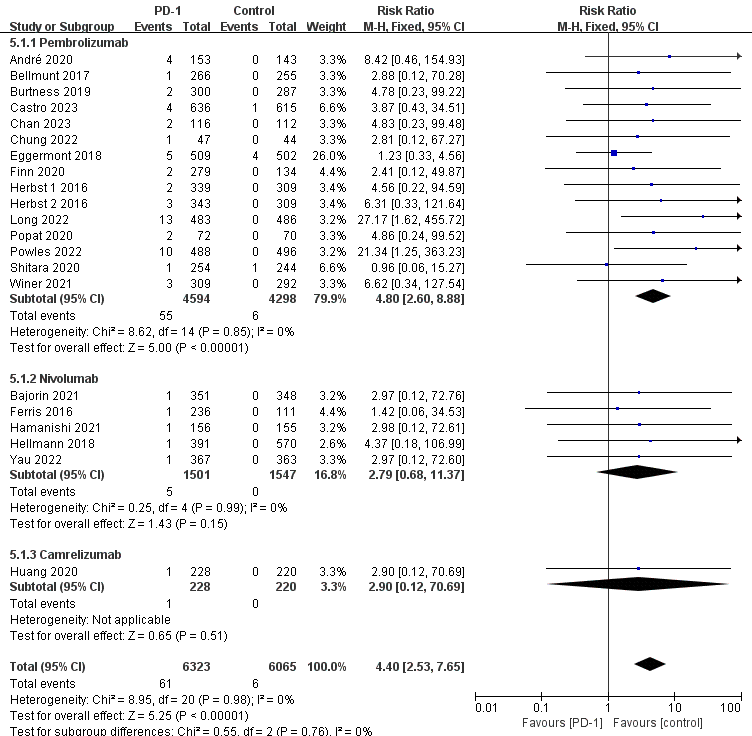 PD-1 Control Risk Ratio Risk Ratio
Study or Subgroup Events Total Events Total Weight M-H, Fixed, 95% CI M-H, Fixed, 95% CI
5.1.1 Pembrolizumab
André 2020 4 153 0 143 3.3% 8.42 [0.46, 154.93]
Bellmunt 2017 1 266 0 255 3.3% 2.88 [0.12, 70.28]
Burtness 2019 2 300 0 287 3.3% 4.78 [0.23, 99.22]
Castro 2023 4 636 1 615 6.6% 3.87 [0.43, 34.51]
Chan 2023 2 116 0 112 3.3% 4.83 [0.23, 99.48]
Chung 2022 1 47 0 44 3.3% 2.81 [0.12, 67.27]
Eggermont 2018 5 509 4 502 26.0% 1.23 [0.33, 4.56]
Finn 2020 2 279 0 134 4.4% 2.41 [0.12, 49.87]
Herbst 1 2016 2 339 0 309 3.4% 4.56 [0.22, 94.59]
Herbst 2 2016 3 343 0 309 3.4% 6.31 [0.33, 121.64]
Long 2022 13 483 0 486 3.2% 27.17 [1.62, 455.72]
Popat 2020 2 72 0 70 3.3% 4.86 [0.24, 99.52]
Powles 2022 10 488 0 496 3.2% 21.34 [1.25, 363.23]
Shitara 2020 1 254 1 244 6.6% 0.96 [0.06, 15.27]
Winer 2021 3 309 0 292 3.3% 6.62 [0.34, 127.54]
Subtotal (95% CI) 4594 4298 79.9% 4.80 [2.60, 8.88]
Total events 55 6
Heterogeneity: Chi² = 8.62, df = 14 (P = 0.85); I² = 0%
Test for overall effect: Z = 5.00 (P < 0.00001)
5.1.2 Nivolumab
Bajorin 2021 1 351 0 348 3.2% 2.97 [0.12, 72.76]
Ferris 2016 1 236 0 111 4.4% 1.42 [0.06, 34.53]
Hamanishi 2021 1 156 0 155 3.3% 2.98 [0.12, 72.61]
Hellmann 2018 1 391 0 570 2.6% 4.37 [0.18, 106.99]
Yau 2022 1 367 0 363 3.3% 2.97 [0.12, 72.60]
Subtotal (95% CI) 1501 1547 16.8% 2.79 [0.68, 11.37]
Total events 5 0
Heterogeneity: Chi² = 0.25, df = 4 (P = 0.99); I² = 0%
Test for overall effect: Z = 1.43 (P = 0.15)
5.1.3 Camrelizumab
Huang 2020 1 228 0 220 3.3% 2.90 [0.12, 70.69]
Subtotal (95% CI) 228 220 3.3% 2.90 [0.12, 70.69]
Total events 1 0
Heterogeneity: Not applicable
Test for overall effect: Z = 0.65 (P = 0.51)
Total (95% CI) 6323 6065 100.0% 4.40 [2.53, 7.65]
Total events 61 6
Heterogeneity: Chi² = 8.95, df = 20 (P = 0.98); I² = 0%
Test for overall effect: Z = 5.25 (P < 0.00001)
Test for subgroup differences: Chi² = 0.55, df = 2 (P = 0.76), I² = 0%
0.01 0.1 1 10 100
Favours [PD-1] Favours [control]